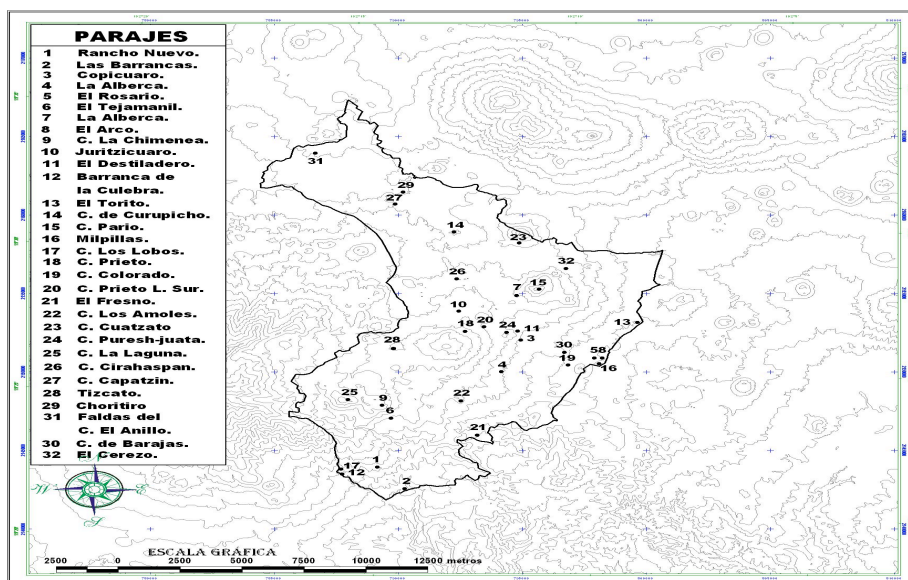 PARAJES
1 Rancho Nuevo.
2 Las Barrancas.
3 Copicuaro.
4 La Alberca.
5 El Rosario.
6 El Tejamanil.
7 La Alberca.
8 El Arco.
9 C. La Chimenea.
10 Juritzicuaro.
11 El Destiladero.
12 Barranca de
la Culebra.
13 El Torito.
14 C. de Curupicho.
15 C. Pario.
16 Milpillas.
17 C. Los Lobos.
18 C. Prieto.
19 C. Colorado.
20 C. Prieto L. Sur.
21 El Fresno.
22 C. Los Amoles.
23 C. Cuatzato
24 C. Puresh-juata.
25 C. La Laguna.
26 C. Cirahaspan.
27 C. Capatzin.
28 Tizcato.
29 Choritiro
31 Faldas del
C. El Anillo.
30 C. de Barajas.
32 El Cerezo.
N
W E
S
31
29
27
14
23
32
26
7 15
10
20
18 24 11
3
13
28
30
19
58
16
4
25
9
6
22
21
1
17
12
2
ESCALA GRÁFICA
2500 0 2500 5000 7500 10000 12500 metros